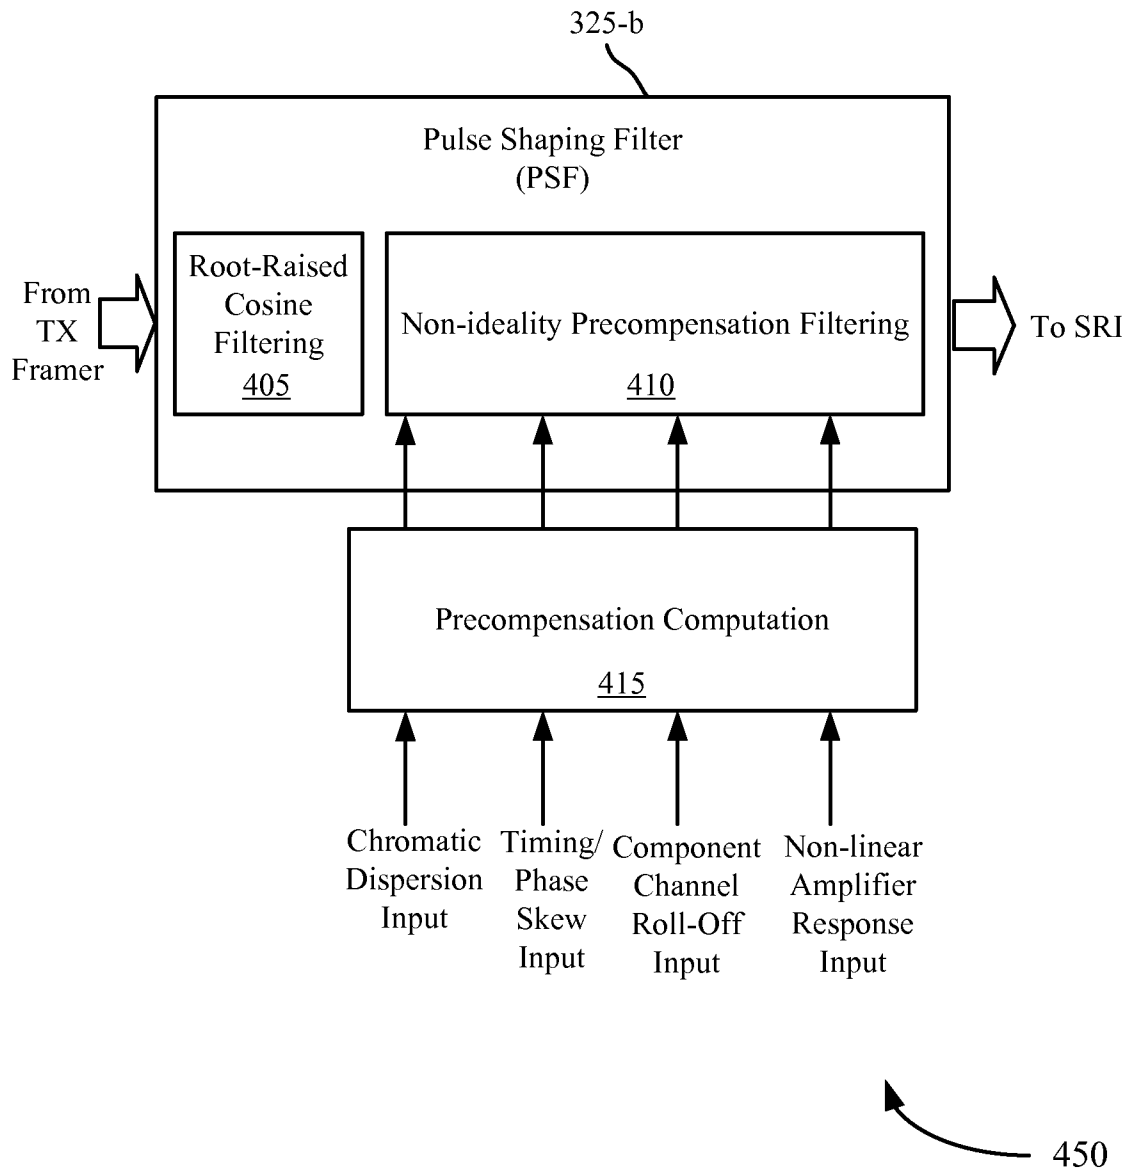 325-b
Pulse Shaping Filter
(PSF)
From
TX
Framer
Root-Raised
Cosine
Filtering
405
Non-ideality Precompensation Filtering
410
To SRI
Precompensation Computation
415
Chromatic
Dispersion
Input
Timing/
Phase
Skew
Input
Component
Channel
Roll-Off
Input
Non-linear
Amplifier
Response
Input
450